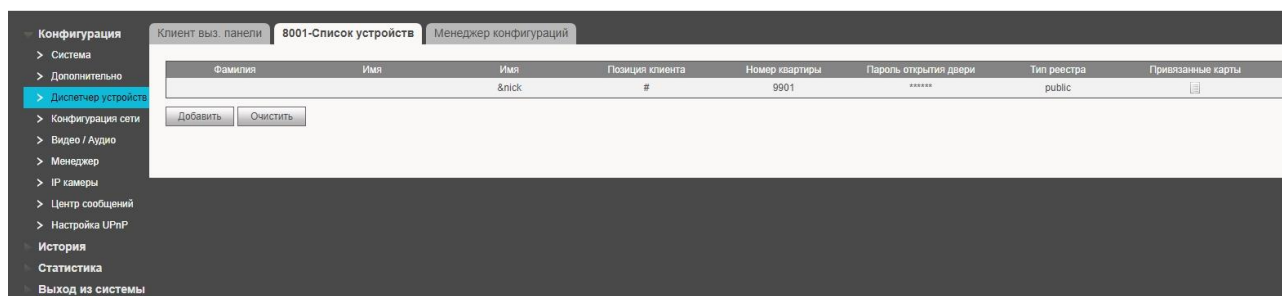 Конфигурация
> Система
> Дополнительно
> Диспетчер устройств
> Конфигурация сети
> Видео / Аудио
> Менеджер
> IP камеры
> Центр сообщений
> Настройка UPnP
История
Статистика
Выход из системы
Клиент выз. панели 8001-Список устройств Менеджер конфигураций
Фамилия Имя Имя Позиция клиента Номер квартиры Пароль открытия двери Тип реестра Привязанные карты
&nick # 9901 ****** public
Добавить Очистить